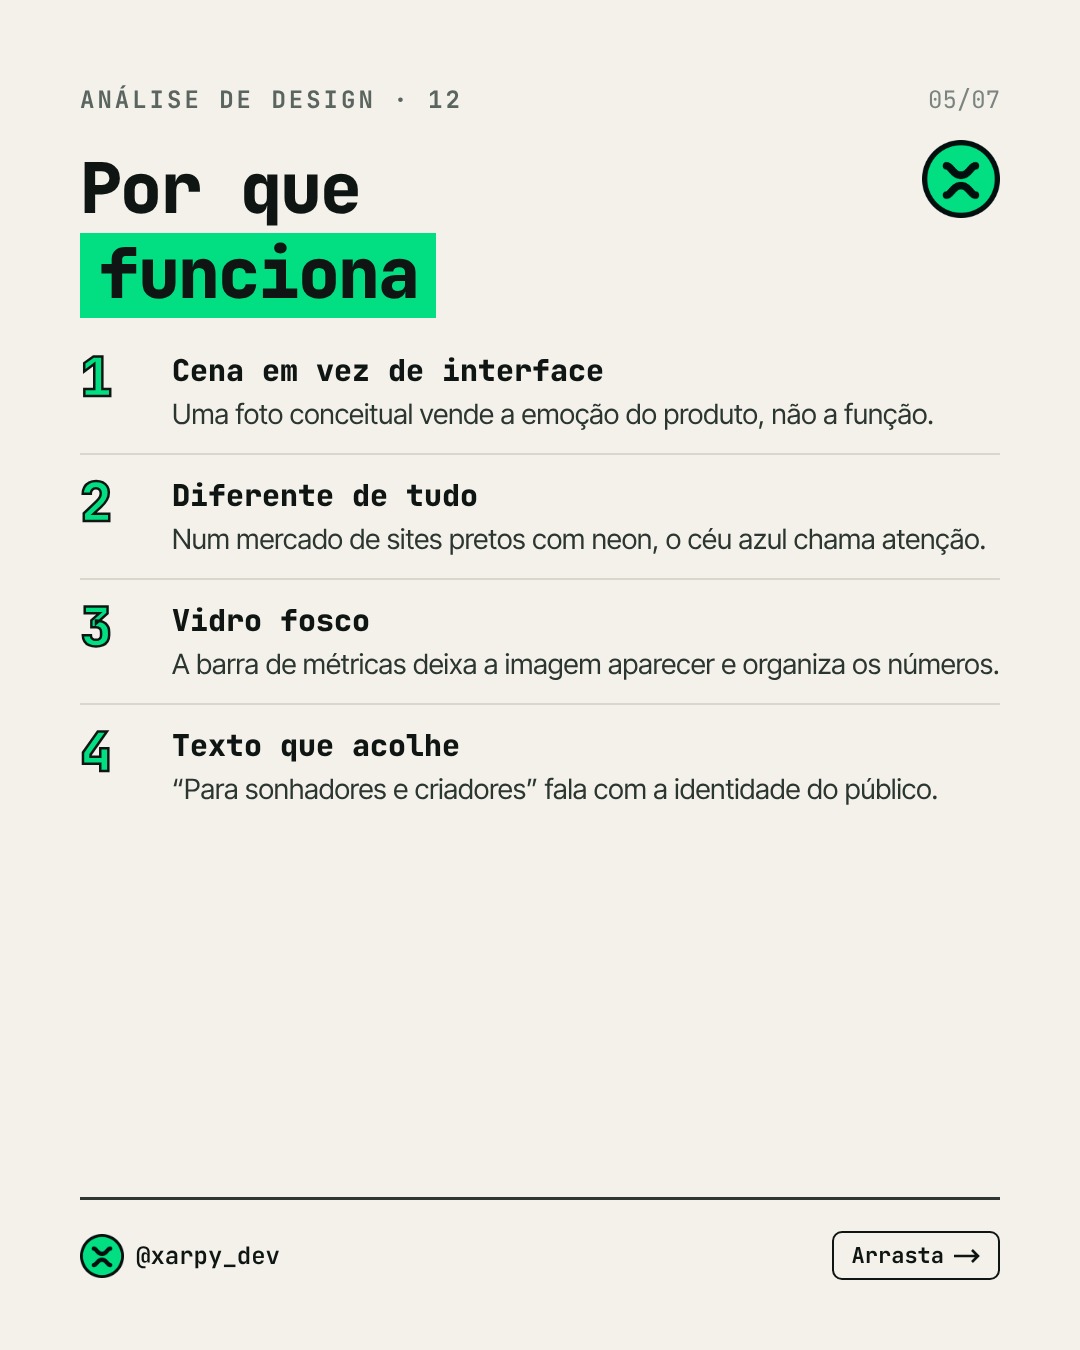 ANÁLISE DE DESIGN · 12
05/07
Por que
funciona
1
Cena em vez de interface
Uma foto conceitual vende a emoção do produto, não a função.
2
Diferente de tudo
Num mercado de sites pretos com neon, o céu azul chama atenção.
3
Vidro fosco
A barra de métricas deixa a imagem aparecer e organiza os números.
4
Texto que acolhe
“Para sonhadores e criadores” fala com a identidade do público.
@xarpy_dev
Arrasta →